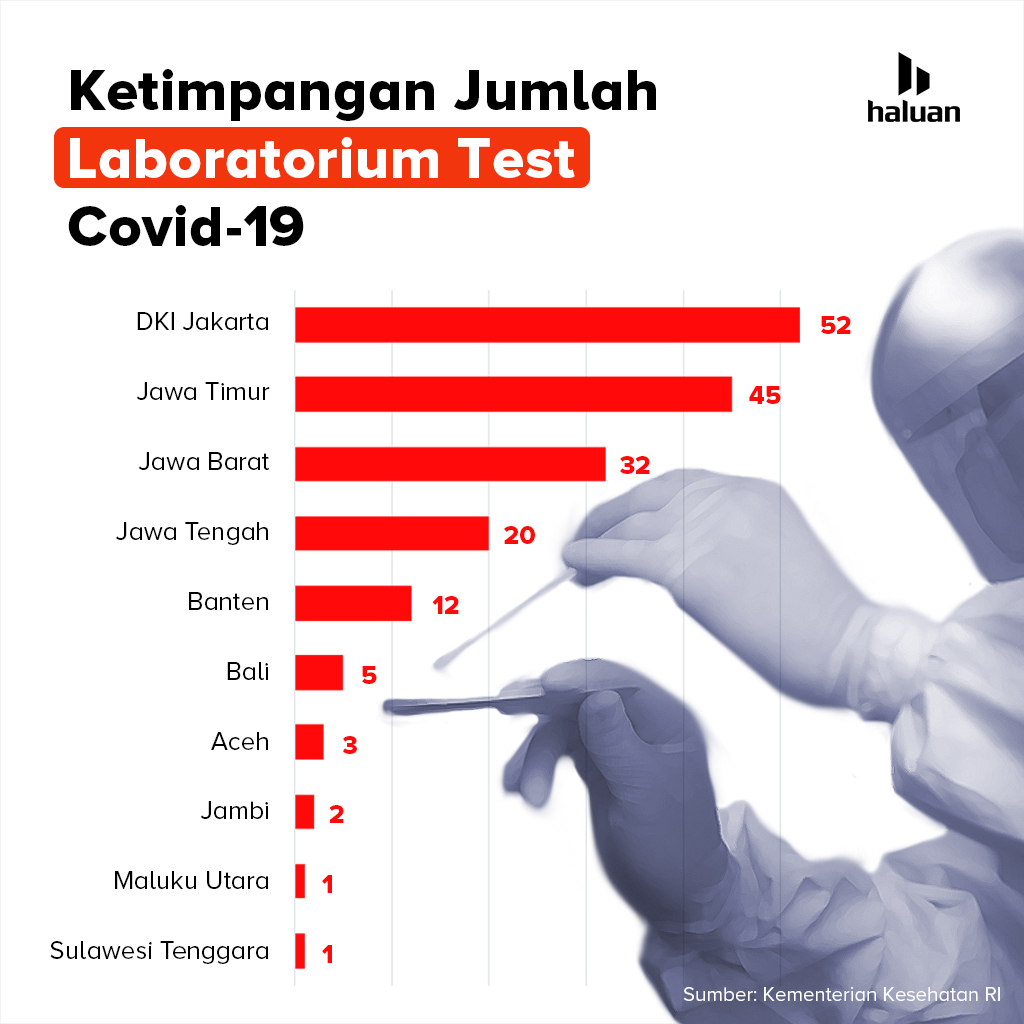 Ketimpangan Jumlah
Laboratorium Test
Covid-19
haluan
DKI Jakarta 52
Jawa Timur 45
Jawa Barat 32
Jawa Tengah 20
Banten 12
Bali 5
Aceh 3
Jambi 2
Maluku Utara 1
Sulawesi Tenggara 1
Sumber: Kementerian Kesehatan RI